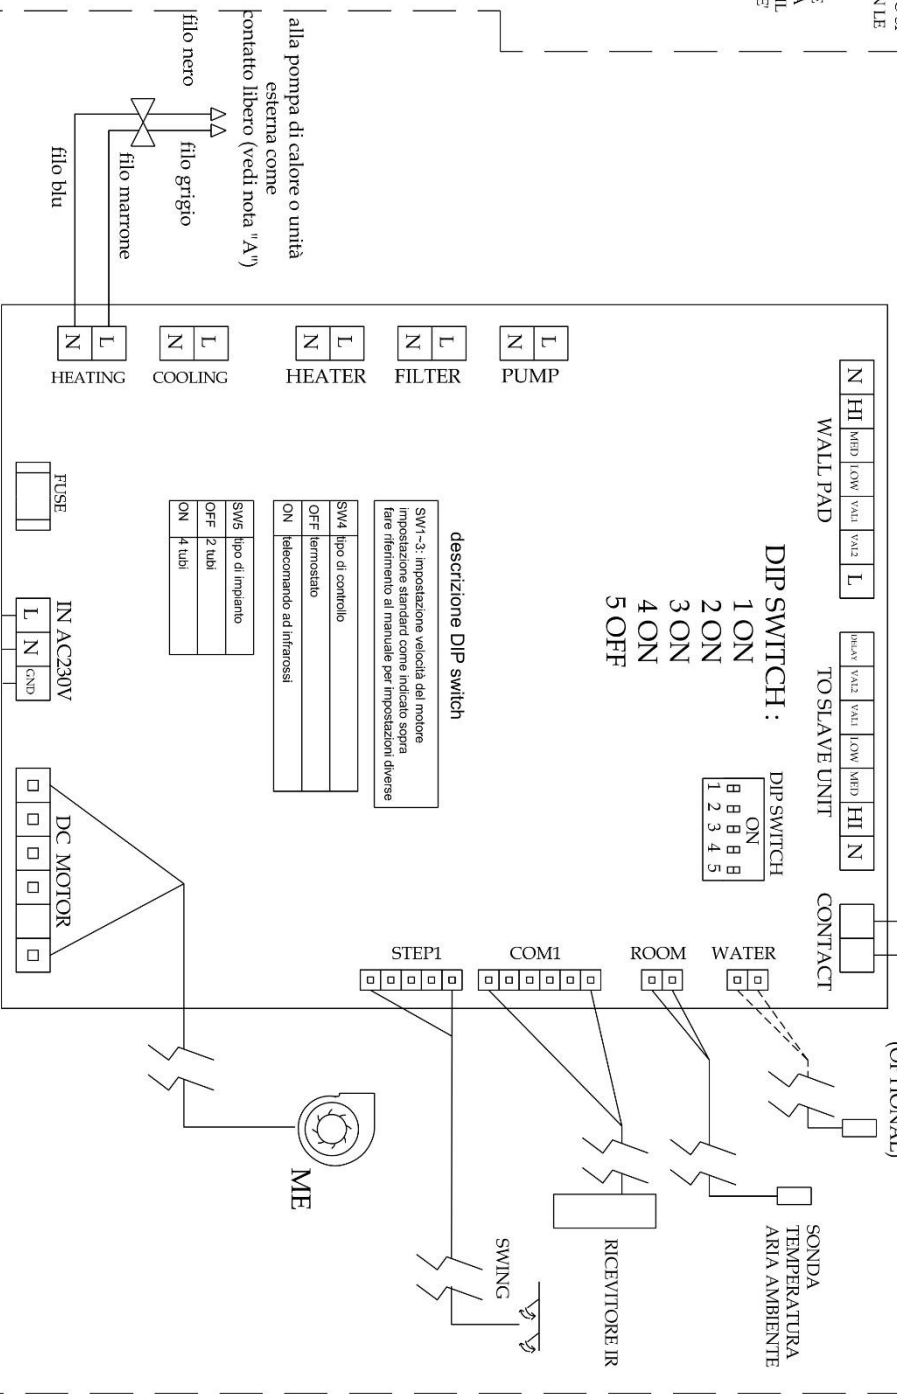 N LE
alla pompa di calore o unità
esterna come
contatto libero (vedi nota "A")
filo nero
filo grigio
filo marrone
filo blu
L
N
HEATING
L
N
COOLING
L
N
HEATER
L
N
FILTER
L
N
PUMP
N HI MED LOW VAL1 VAL2 L
WALL PAD
DELAY VAL2 VAL1 LOW MED HI N
TO SLAVE UNIT
CONTACT
DIP SWITCH :
1 ON
2 ON
3 ON
4 ON
5 OFF
DIP SWITCH
ON
1 2 3 4 5
descrizione DIP switch
SW1~3: impostazione velocità del motore
impostazione standard come indicato sopra
fare riferimento al manuale per impostazioni diverse
SW4 tipo di controllo
OFF termostato
ON telecomando ad infrarossi
SW5 tipo di impianto
OFF 2 tubi
ON 4 tubi
FUSE
IN AC230V
L N GND
DC MOTOR
STEP1
COM1
ROOM
WATER
(OPTIONAL)
SONDA
TEMPERATURA
ARIA AMBIENTE
RICEVITORE IR
SWING
ME